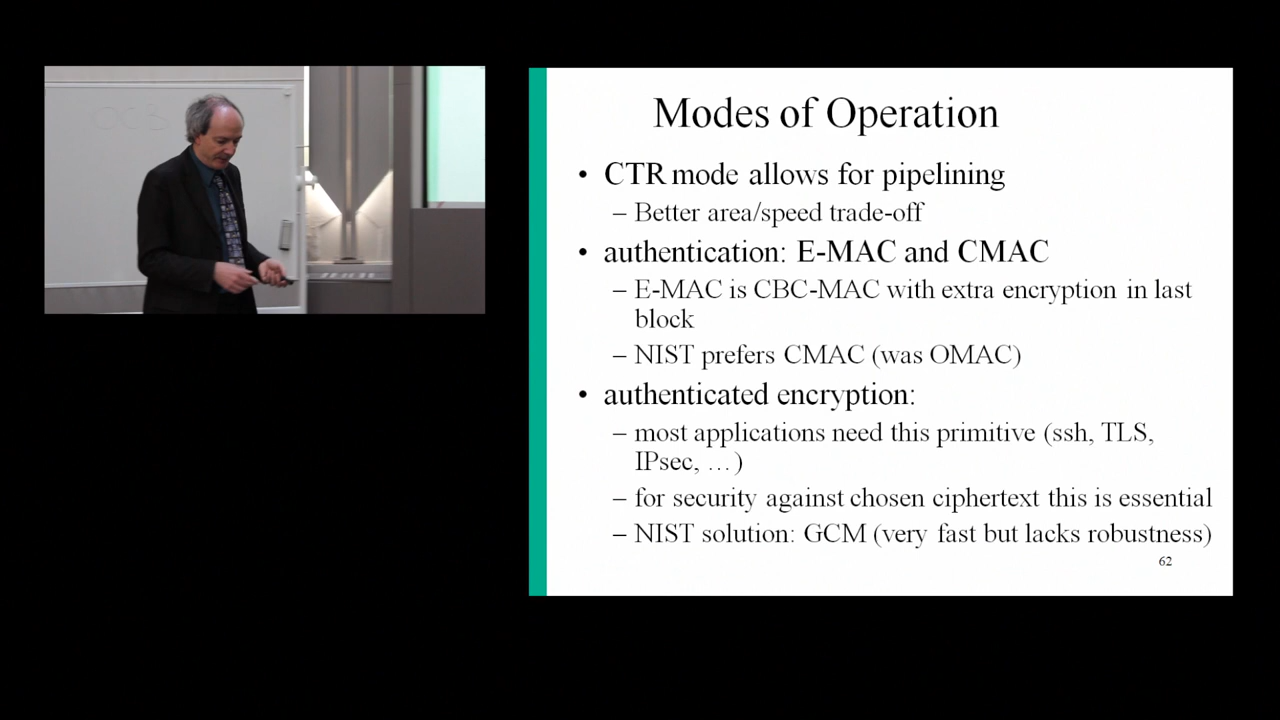 OCB
Modes of Operation
• CTR mode allows for pipelining
– Better area/speed trade-off
• authentication: E-MAC and CMAC
– E-MAC is CBC-MAC with extra encryption in last
block
– NIST prefers CMAC (was OMAC)
• authenticated encryption:
– most applications need this primitive (ssh, TLS,
IPsec, …)
– for security against chosen ciphertext this is essential
– NIST solution: GCM (very fast but lacks robustness)
62